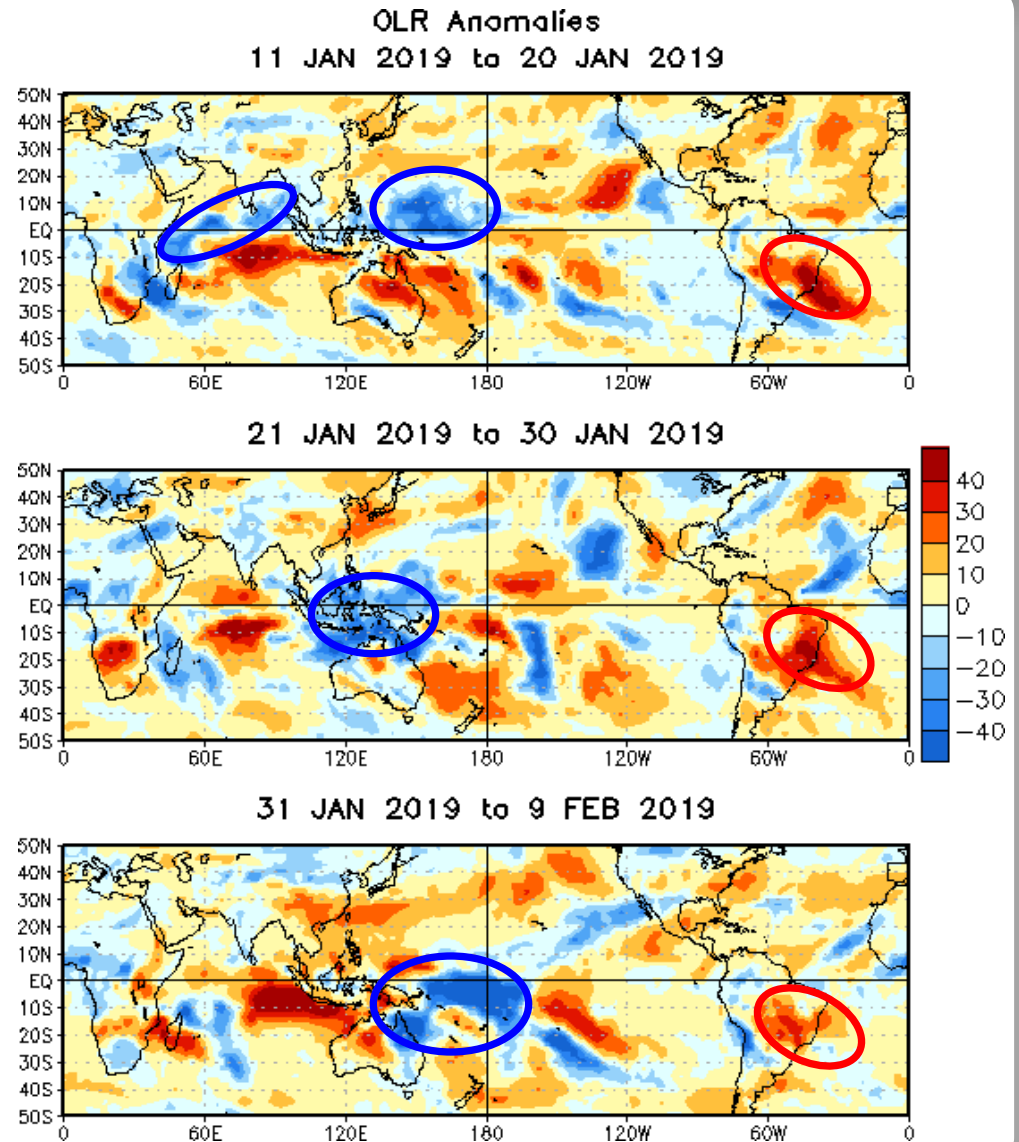 OLR Anomalies
11 JAN 2019 to 20 JAN 2019
50N
40N
30N
20N
10N
EQ
10S
20S
30S
40S
50S
0 60E 120E 180 120W 60W 0
21 JAN 2019 to 30 JAN 2019
50N
40N
30N
20N
10N
EQ
10S
20S
30S
40S
50S
0 60E 120E 180 120W 60W 0
40
30
20
10
0
-10
-20
-30
-40
31 JAN 2019 to 9 FEB 2019
50N
40N
30N
20N
10N
EQ
10S
20S
30S
40S
50S
0 60E 120E 180 120W 60W 0